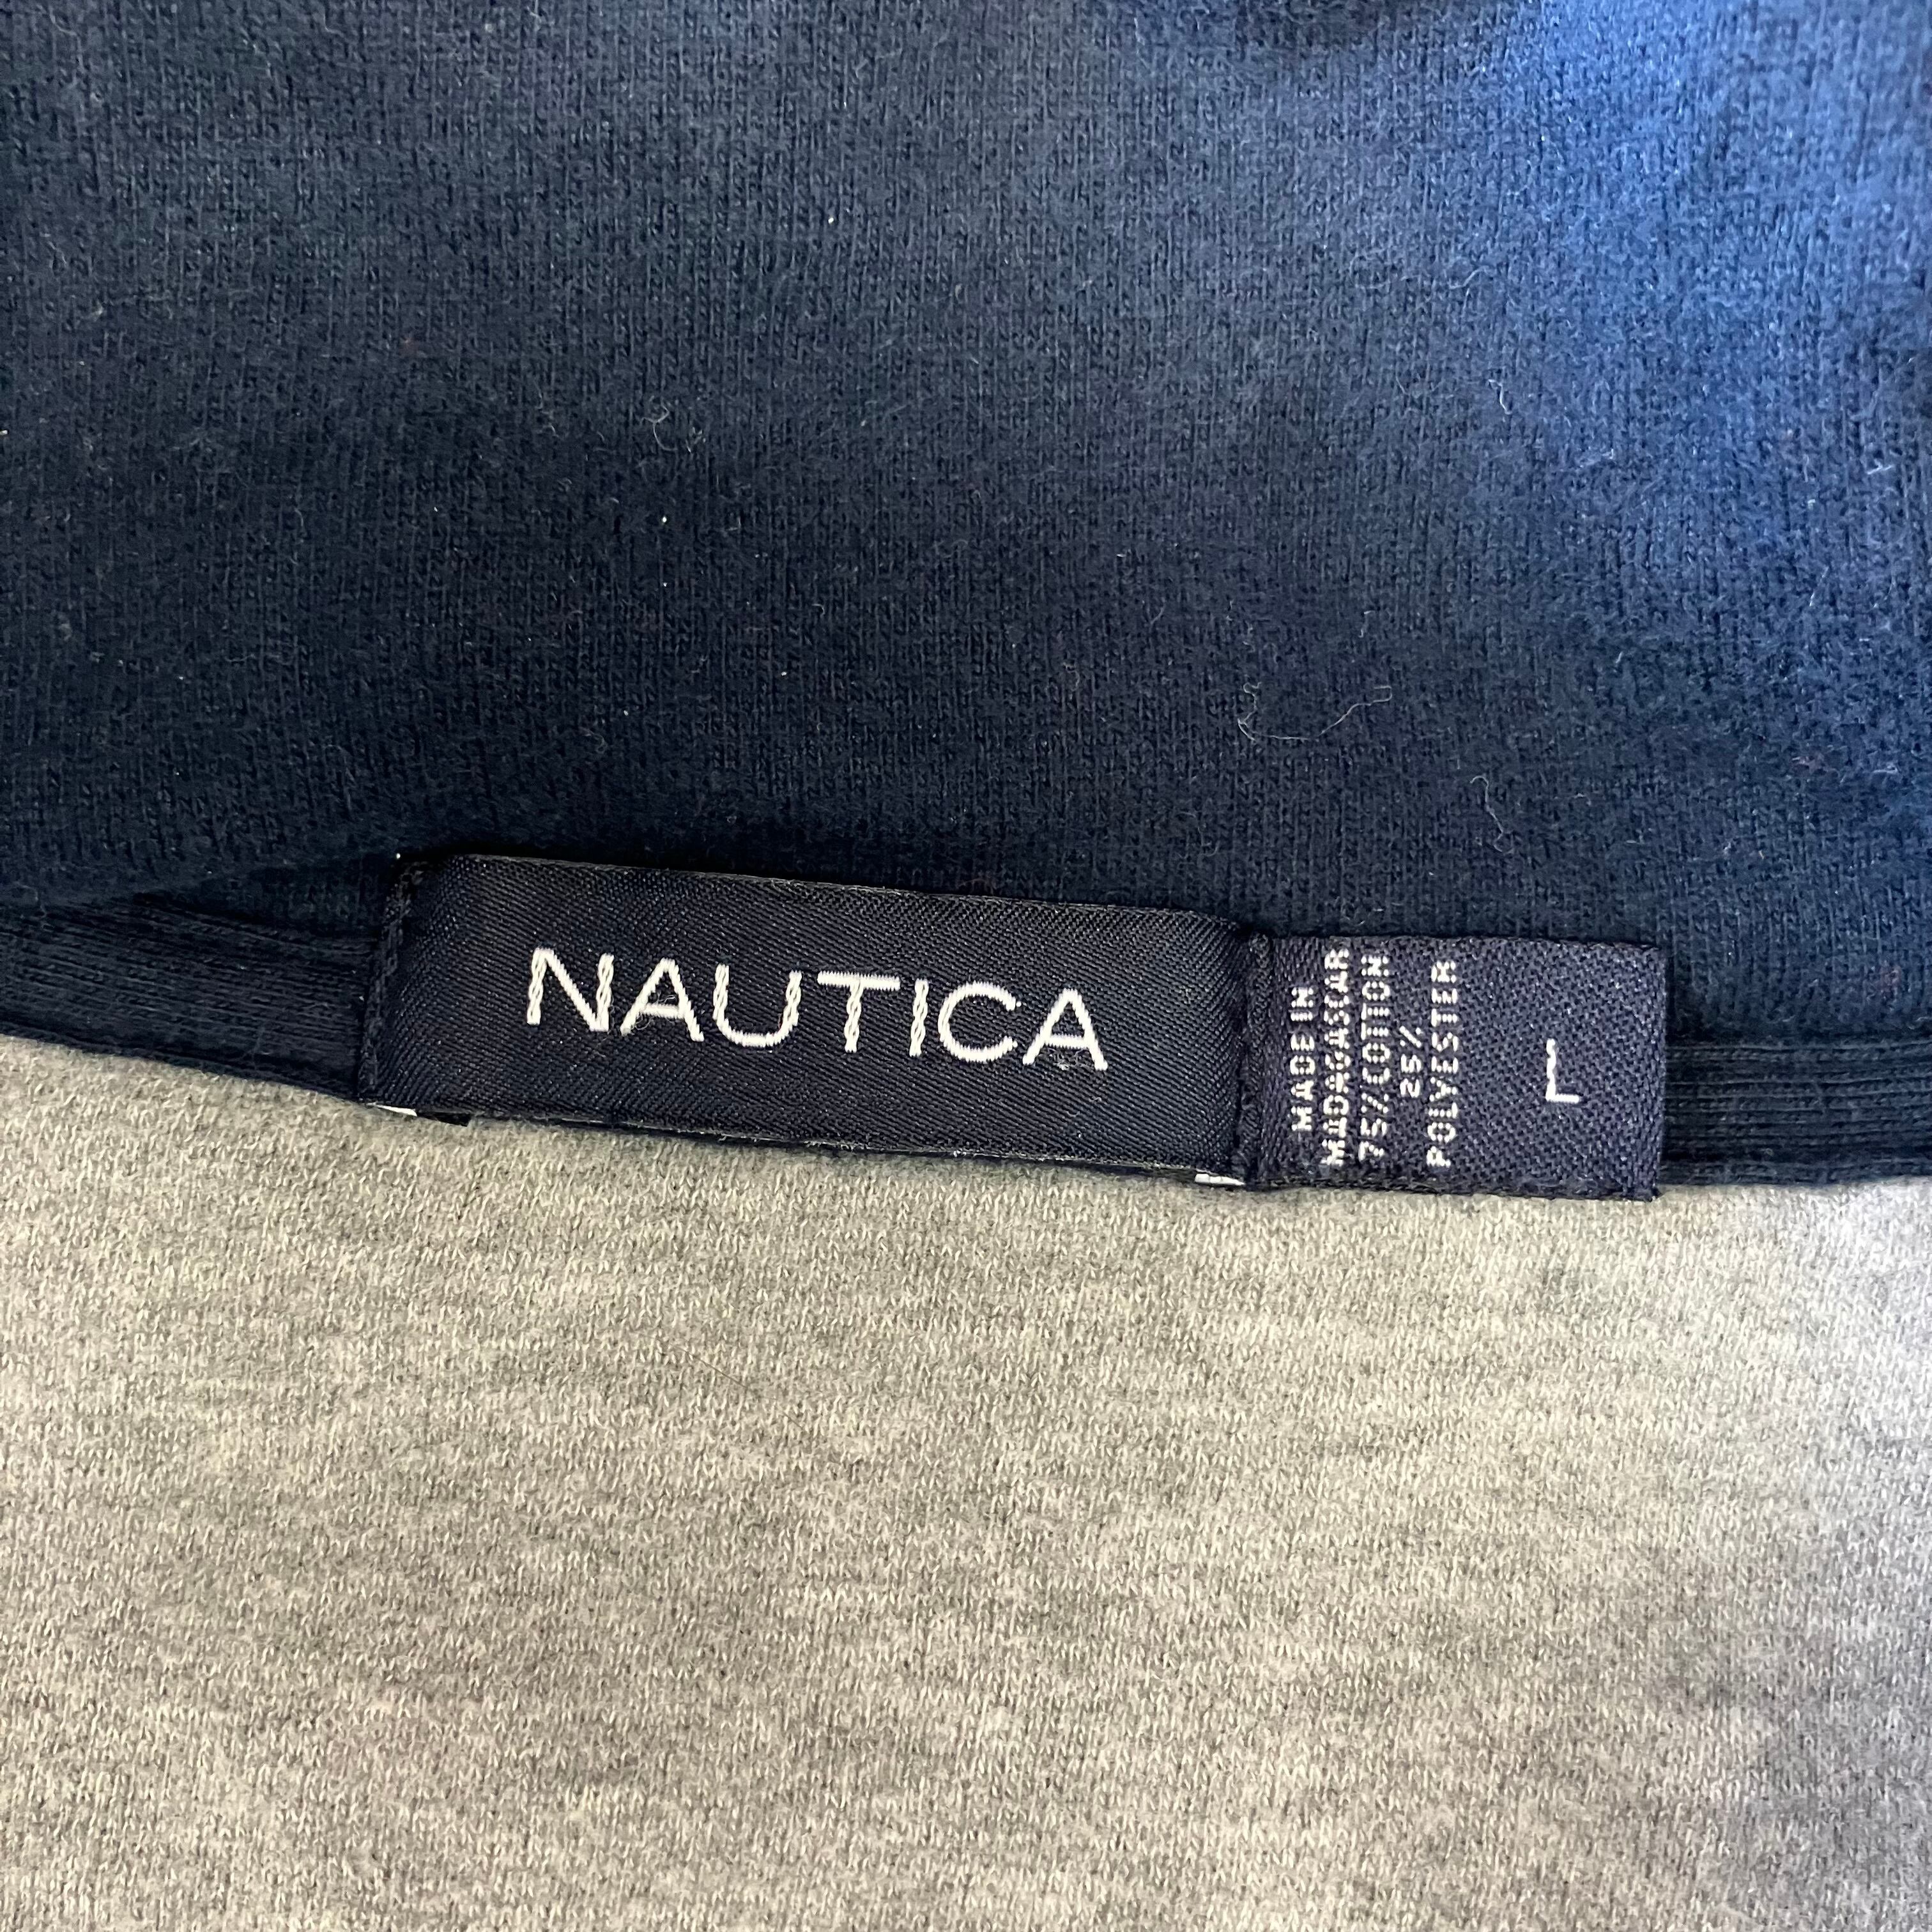 NAUTICA
MADE IN
MADAGASCAR
75% COTTON
25%
POLYESTER
L